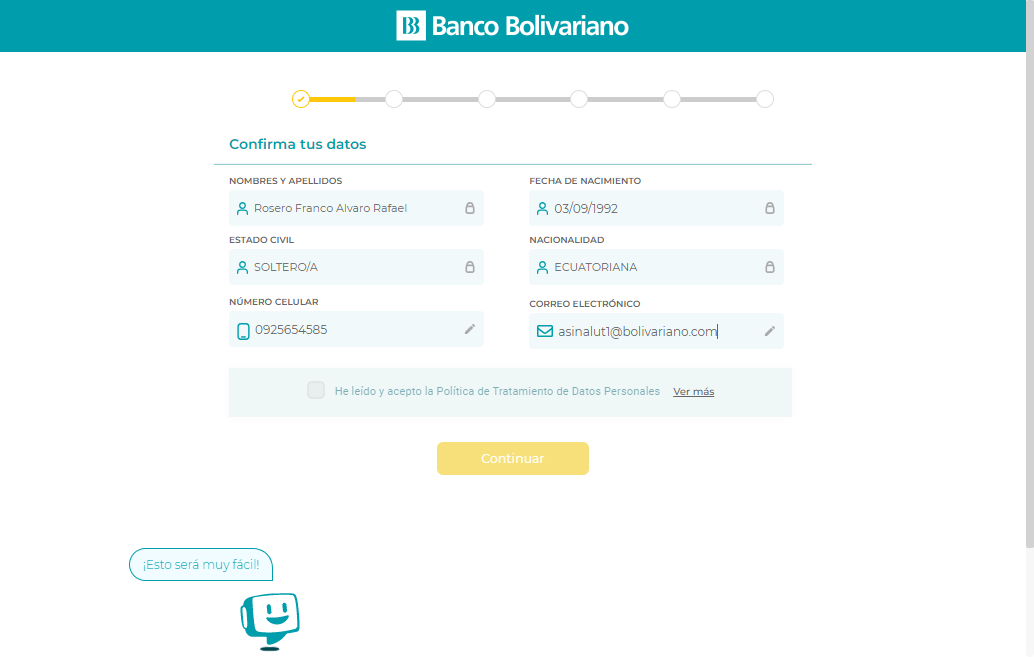 Banco Bolivariano
Confirma tus datos
NOMBRES Y APELLIDOS
Rosero Franco Alvaro Rafael
FECHA DE NACIMIENTO
03/09/1992
ESTADO CIVIL
SOLTERO/A
NACIONALIDAD
ECUATORIANA
NÚMERO CELULAR
0925654585
CORREO ELECTRÓNICO
asinalut1@bolivariano.com
He leído y acepto la Política de Tratamiento de Datos Personales Ver más
Continuar
¡Esto será muy fácil!